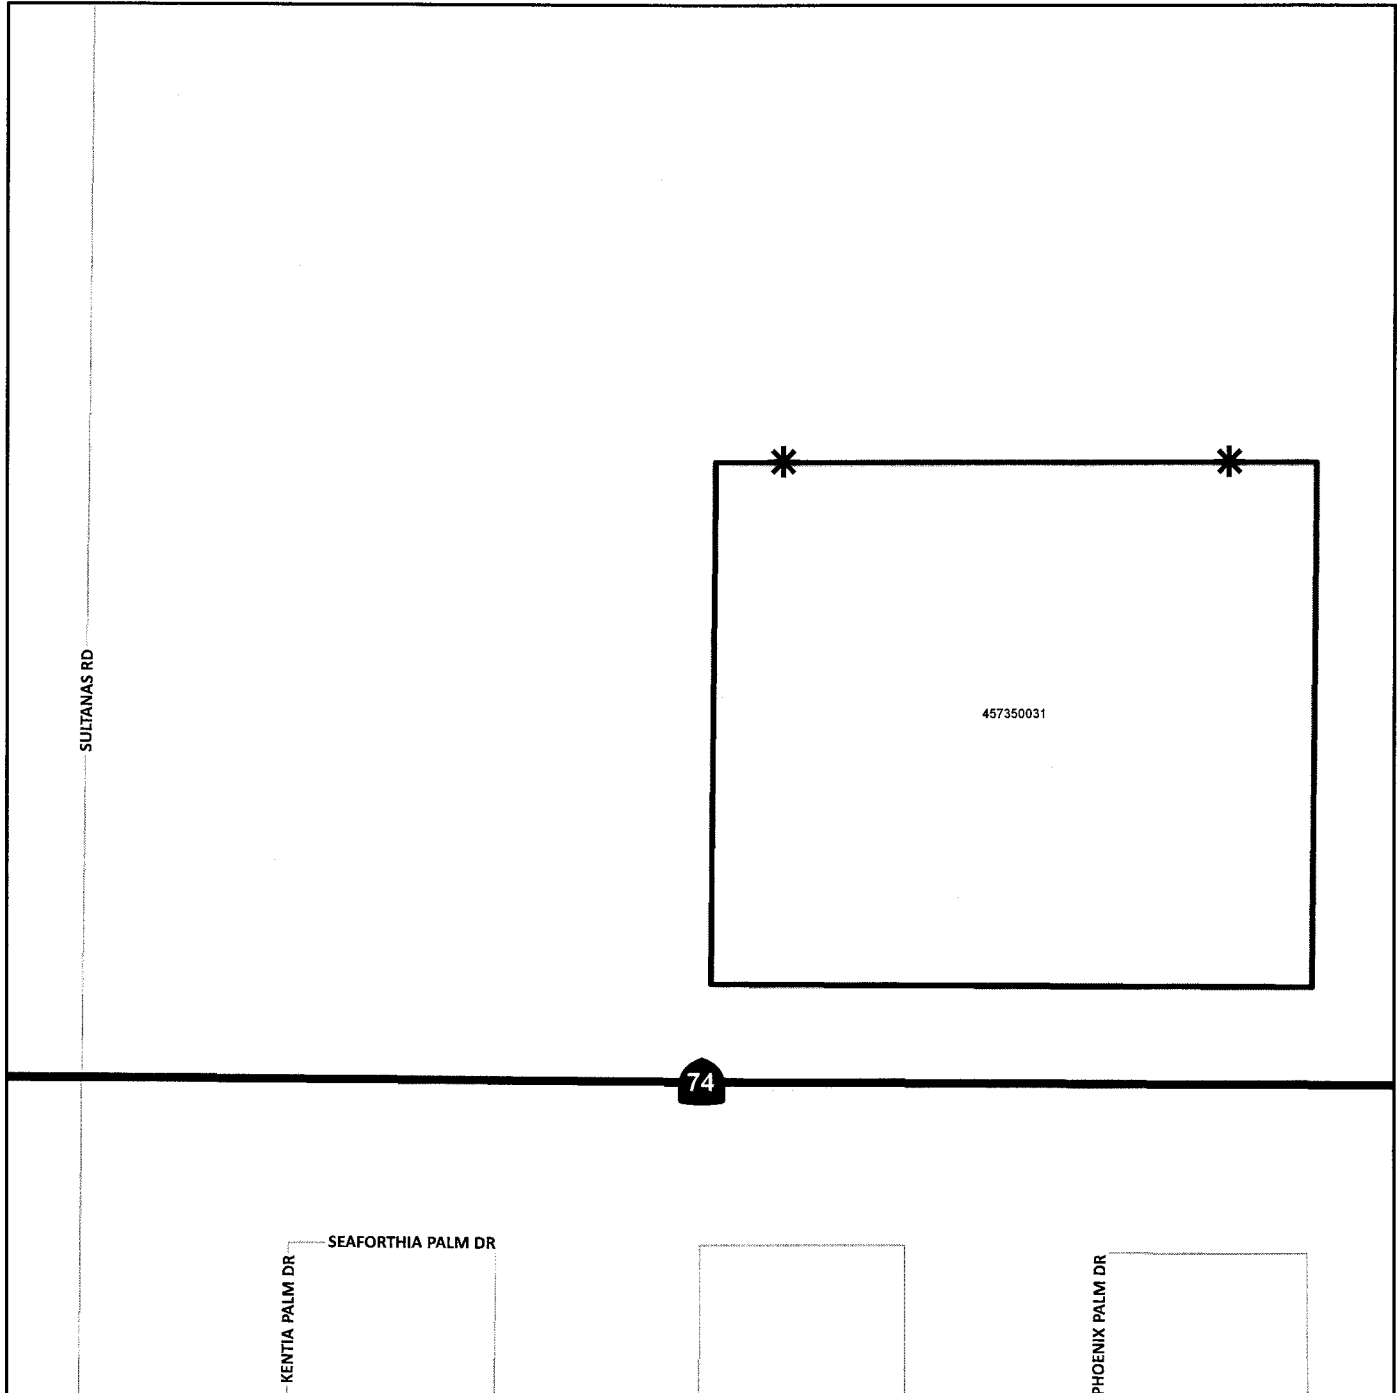 SULTANAS RD
457350031
74
SEAFORTHIA PALM DR
KENTIA PALM DR
PHOENIX PALM DR